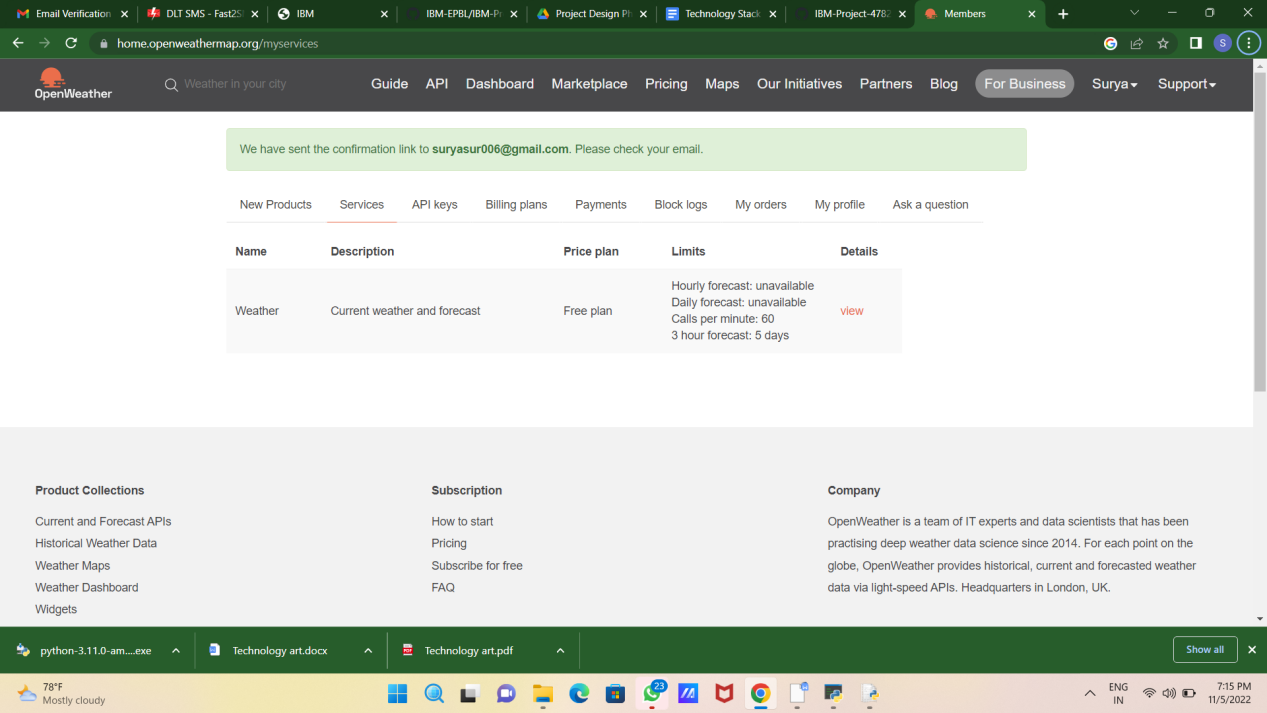 Email Verification
DLT SMS - Fast2S
IBM
IBM-EPBL/IBM-Pr
Project Design Ph
Technology Stack
IBM-Project-4782
Members
home.openweathermap.org/myservices
S
OpenWeather
Weather in your city
Guide API Dashboard Marketplace Pricing Maps Our Initiatives Partners Blog For Business Surya Support
We have sent the confirmation link to suryasur006@gmail.com. Please check your email.
New Products Services API keys Billing plans Payments Block logs My orders My profile Ask a question
Name Description Price plan Limits Details
Weather Current weather and forecast Free plan
Hourly forecast: unavailable
Daily forecast: unavailable
Calls per minute: 60
3 hour forecast: 5 days
view
Product Collections
Current and Forecast APIs
Historical Weather Data
Weather Maps
Weather Dashboard
Widgets
Subscription
How to start
Pricing
Subscribe for free
FAQ
Company
OpenWeather is a team of IT experts and data scientists that has been
practising deep weather data science since 2014. For each point on the
globe, OpenWeather provides historical, current and forecasted weather
data via light-speed APIs. Headquarters in London, UK.
python-3.11.0-am....exe
Technology art.docx
Technology art.pdf
Show all
78°F
Mostly cloudy
23
ENG
IN
7:15 PM
11/5/2022